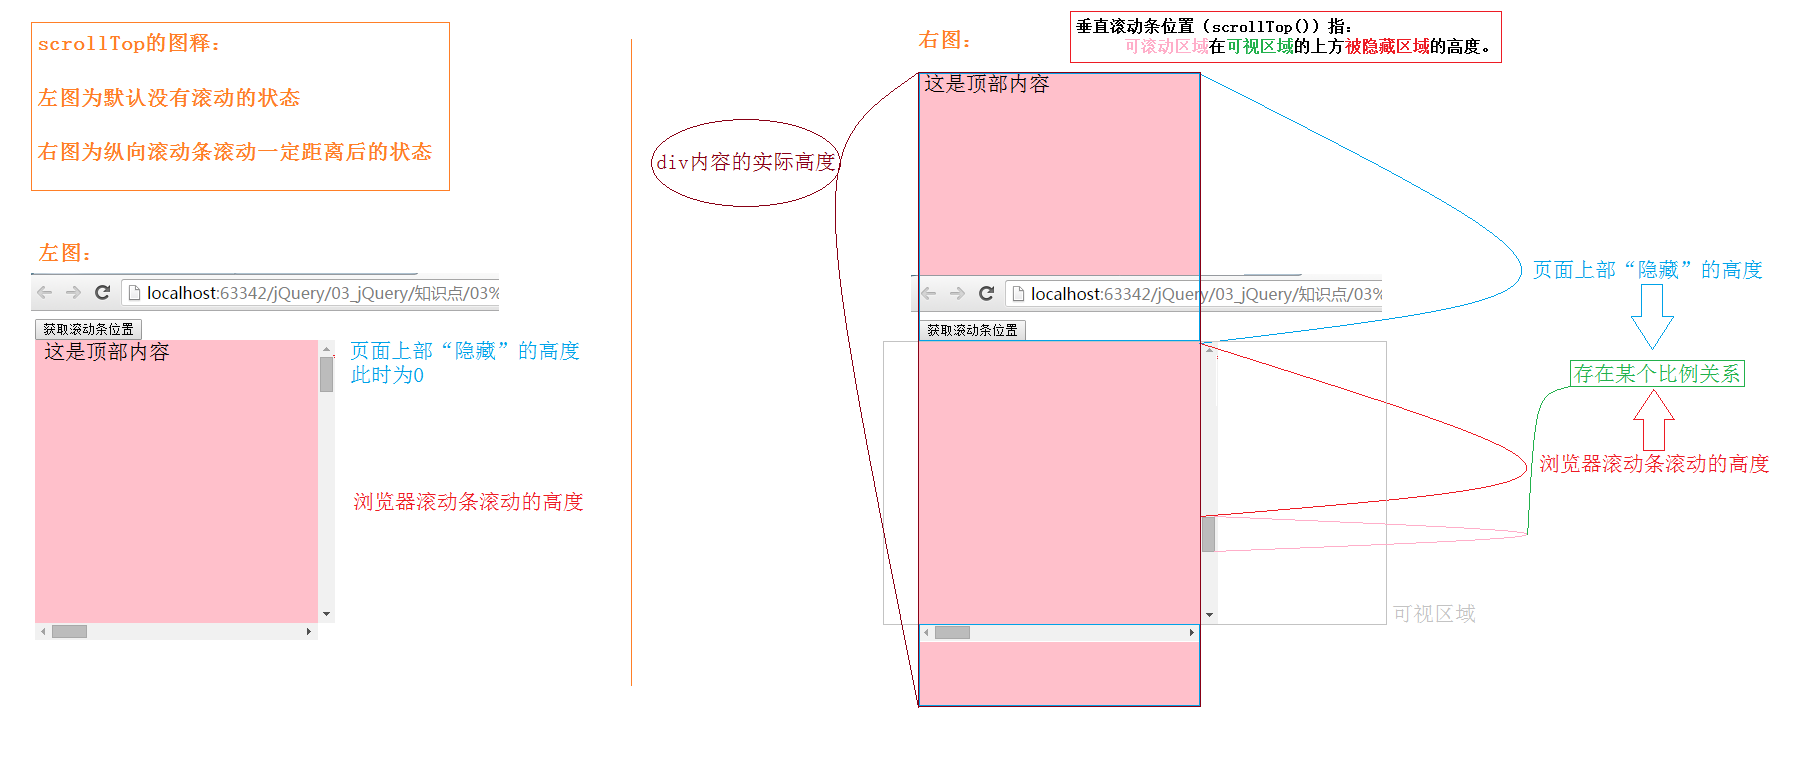 scrollTop的图释：
左图为默认没有滚动的状态
右图为纵向滚动条滚动一定距离后的状态
左图：
localhost:63342/jQuery/03_jQuery/知识点/03%
获取滚动条位置
这是顶部内容
页面上部“隐藏”的高度
此时为0
浏览器滚动条滚动的高度
右图：
垂直滚动条位置（scrollTop()）指：
可滚动区域在可视区域的上方被隐藏区域的高度。
这是顶部内容
div内容的实际高度
localhost:63342/jQuery/03_jQuery/知识点/03%
获取滚动条位置
页面上部“隐藏”的高度
存在某个比例关系
浏览器滚动条滚动的高度
可视区域